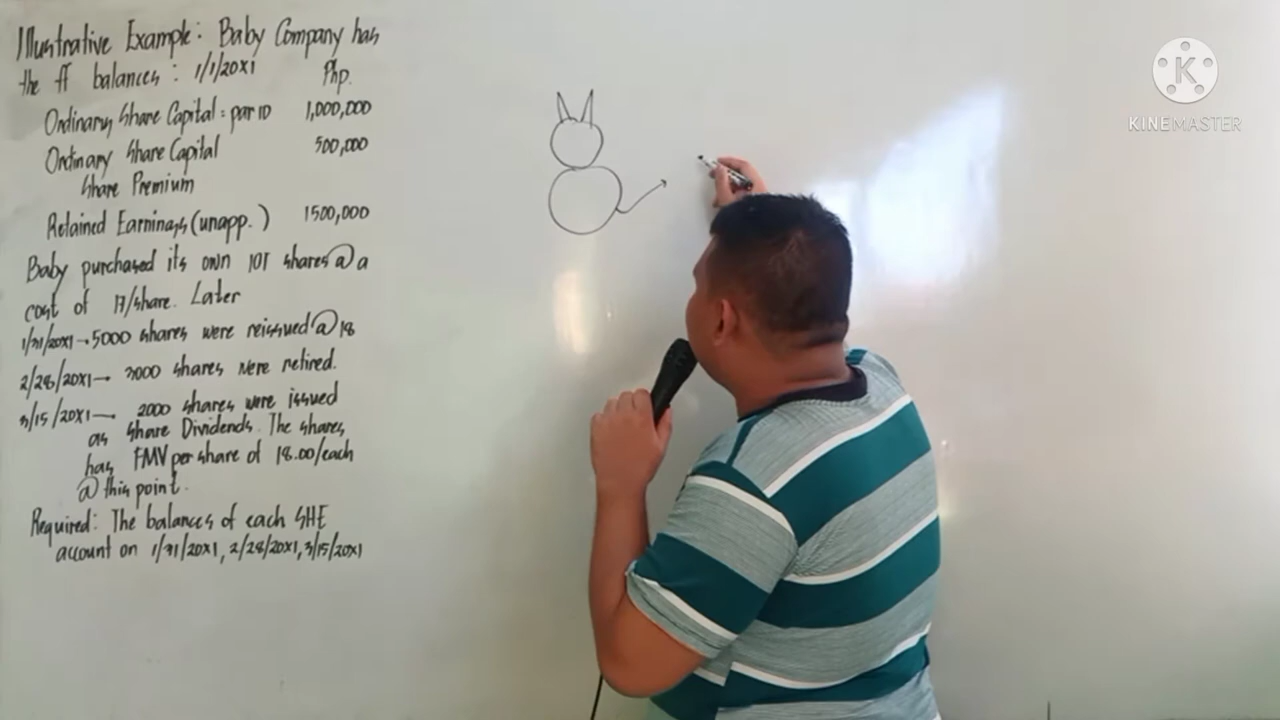 Illustrative Example: Baby Company has
the ff balances: 1/1/20x1 Php.
Ordinary Share Capital: par 10 1,000,000
Ordinary Share Capital 500,000
Share Premium
Retained Earnings (unapp.) 1500,000
Baby purchased its own 10T shares @ a
cost of 17/share. Later
1/31/20x1 → 5000 shares were reissued @ 18
2/28/20x1 → 3000 shares were retired.
3/15/20x1 → 2000 shares were issued
as share Dividends. The shares
has FMV per share of 18.00/each
@ this point.
Required: The balances of each SHE
account on 1/31/20x1, 2/28/20x1, 3/15/20x1
K
KINEMASTER